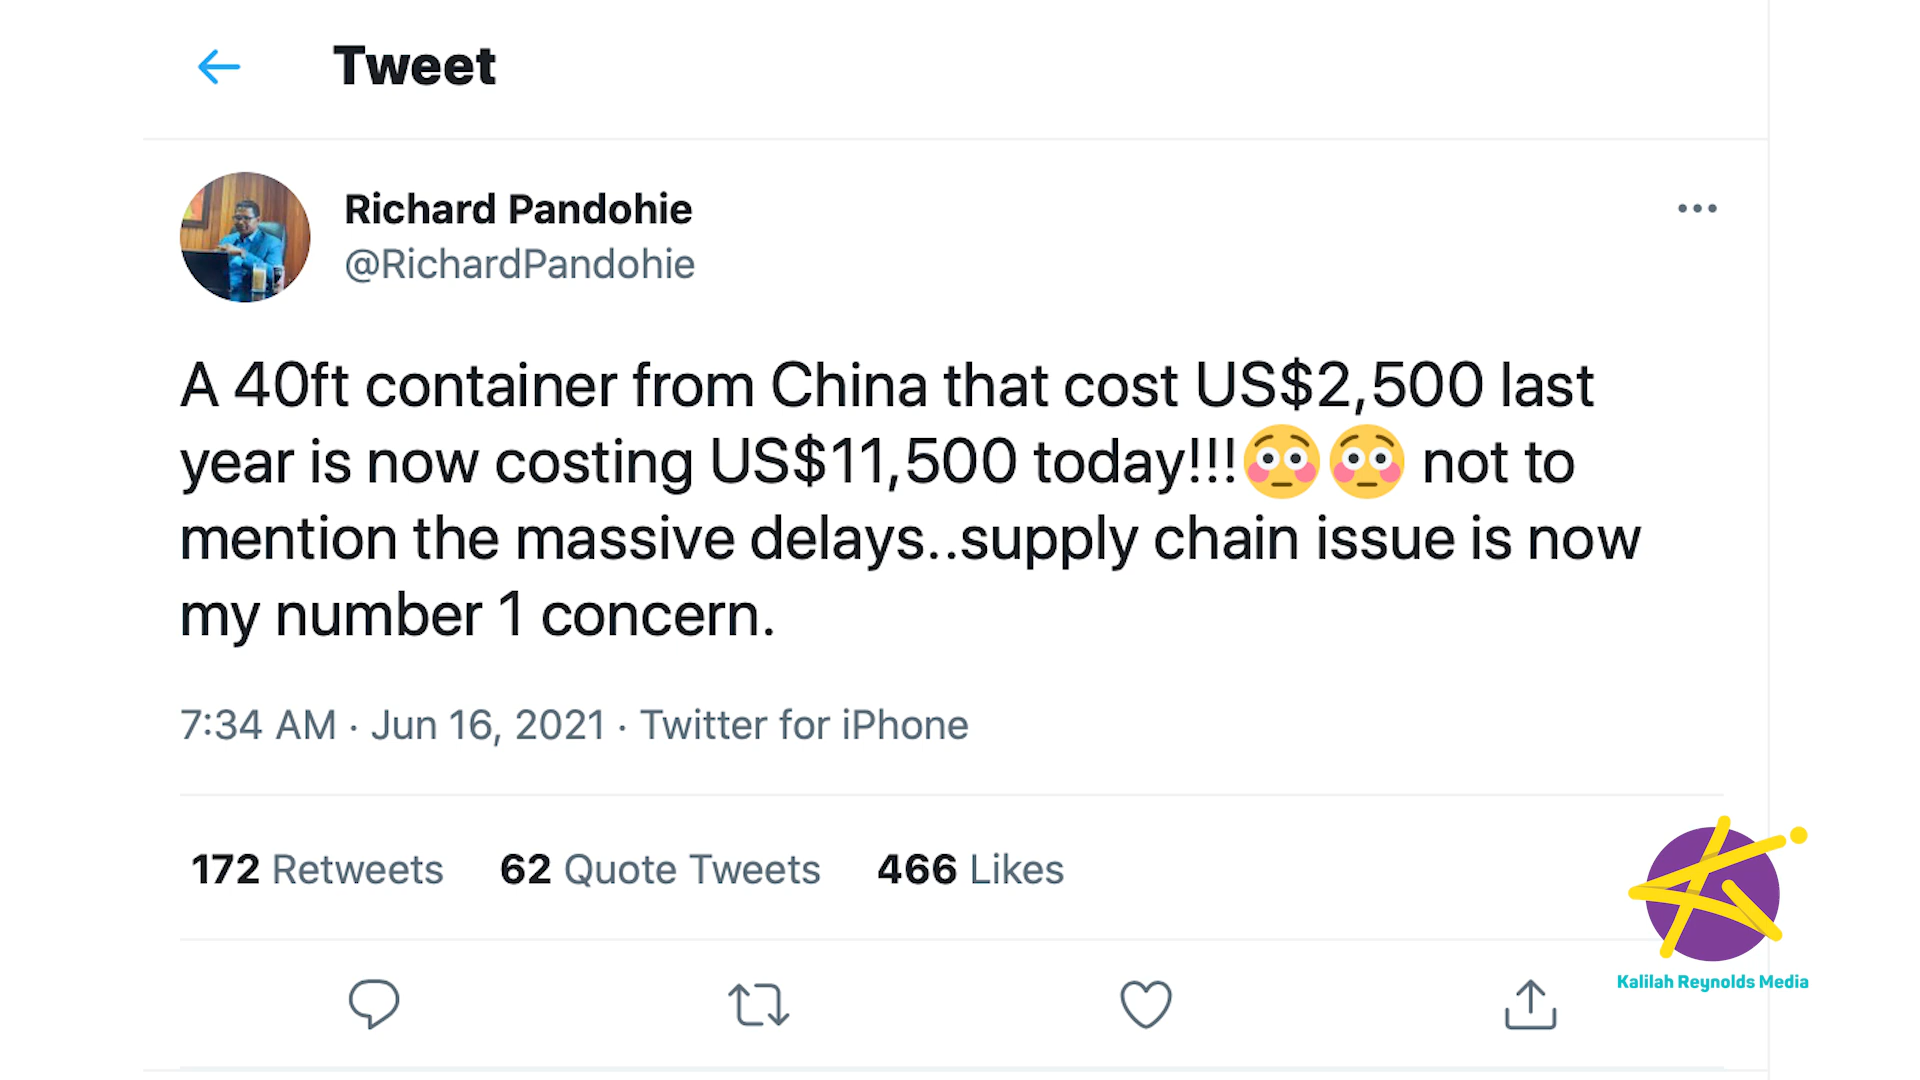 Tweet
Richard Pandohie
@RichardPandohie
A 40ft container from China that cost US$2,500 last
year is now costing US$11,500 today!!!😳😳 not to
mention the massive delays..supply chain issue is now
my number 1 concern.
7:34 AM · Jun 16, 2021 · Twitter for iPhone
172 Retweets 62 Quote Tweets 466 Likes
Kalilah Reynolds Media